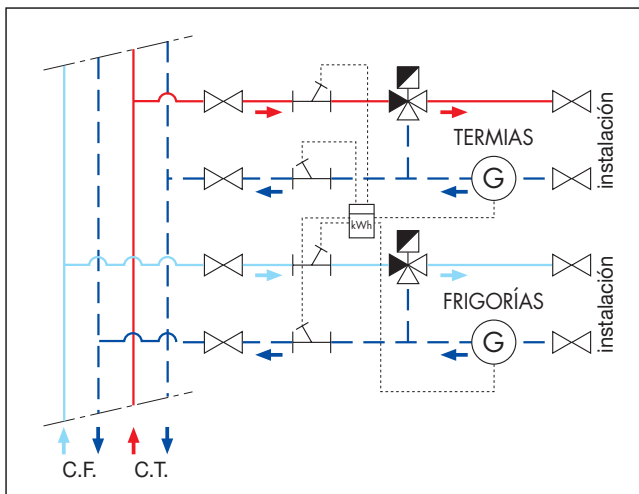 TERMIAS
G
instalación
kWh
FRIGORÍAS
G
instalación
C.F.
C.T.